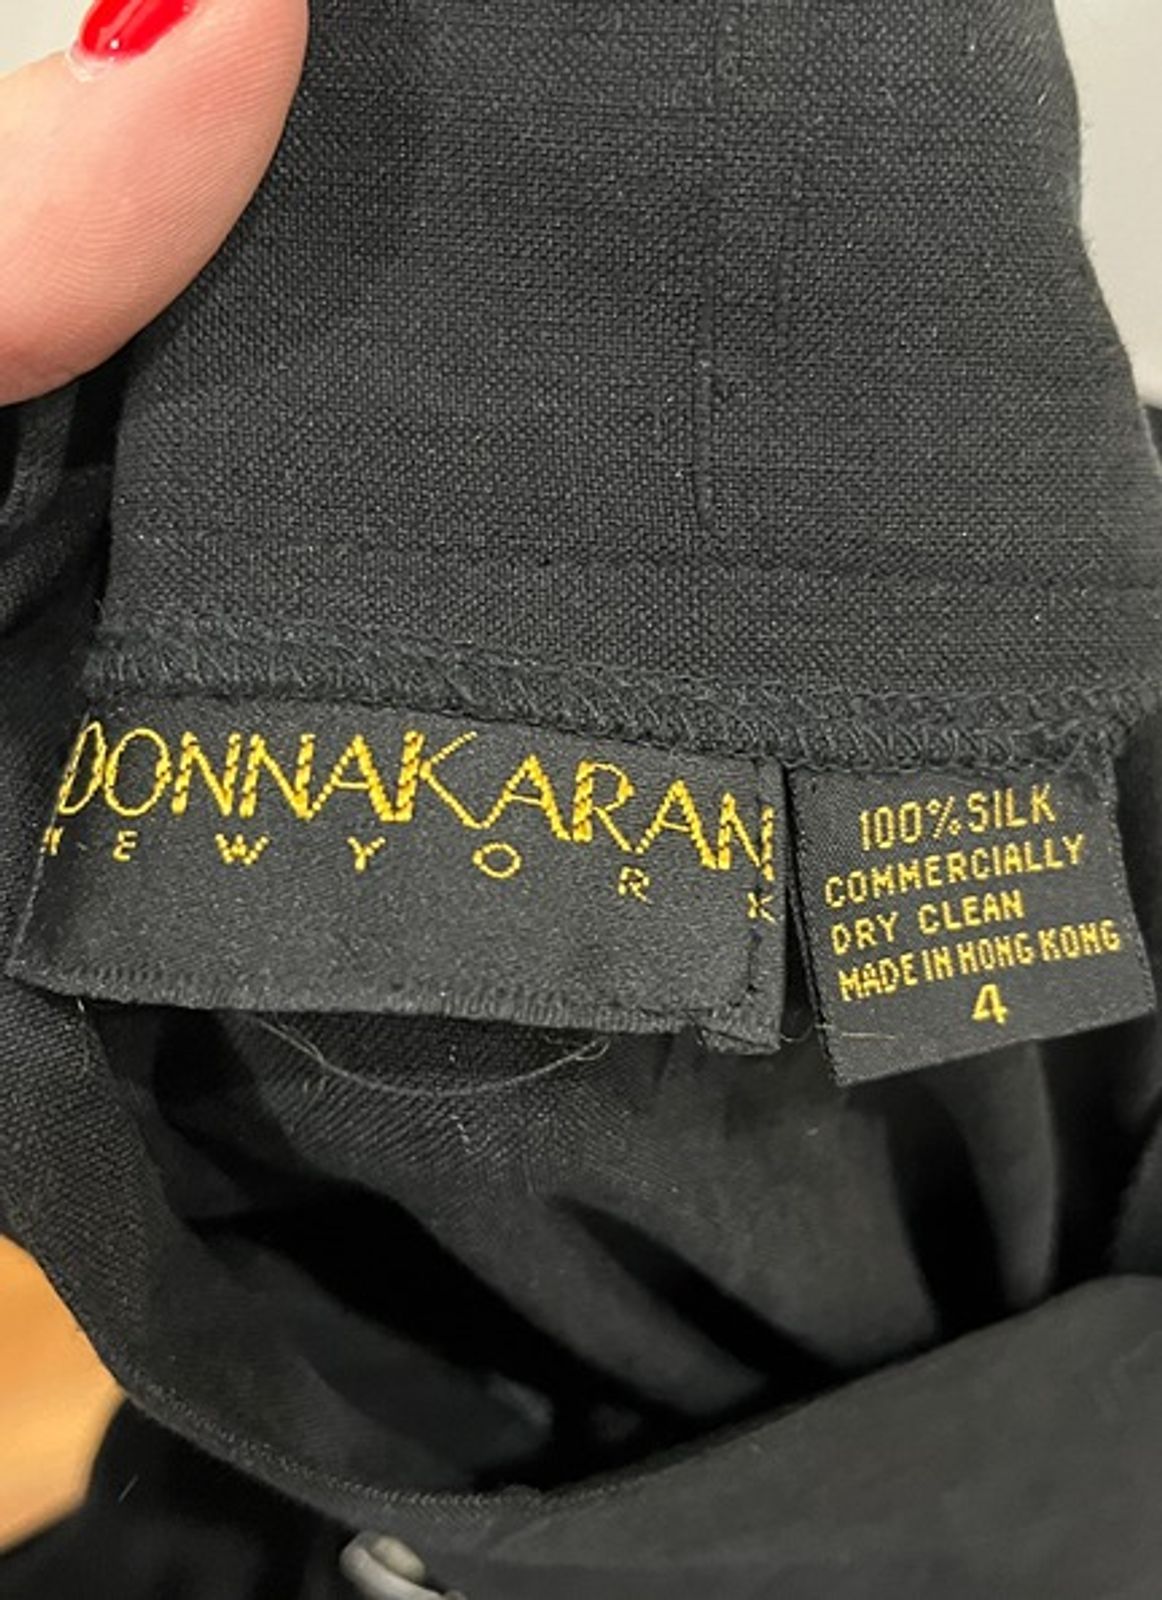 DONNAKARAN
NEW YORK
100% SILK
COMMERCIALLY
DRY CLEAN
MADE IN HONG KONG
4